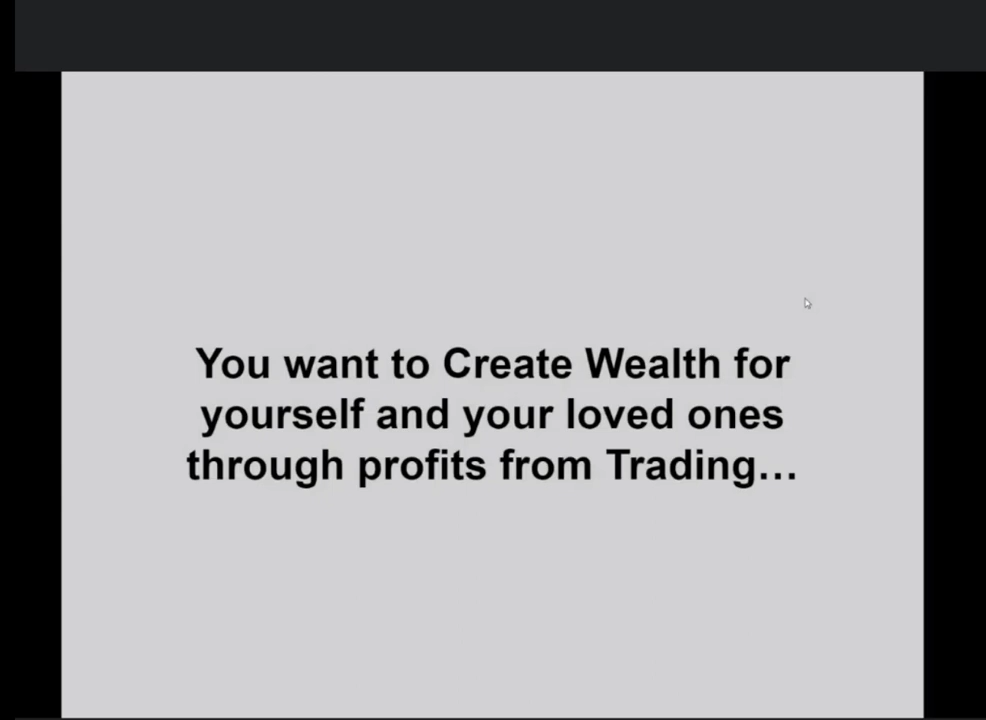 You want to Create Wealth for
yourself and your loved ones
through profits from Trading...